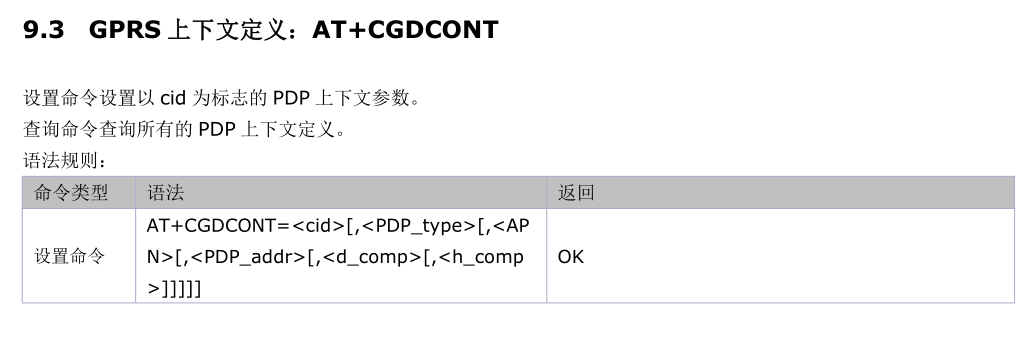 9.3 GPRS 上下文定义：AT+CGDCONT
设置命令设置以 cid 为标志的 PDP 上下文参数。
查询命令查询所有的 PDP 上下文定义。
语法规则：
命令类型 语法 返回
AT+CGDCONT=<cid>[,<PDP_type>[,<AP
设置命令 N>[,<PDP_addr>[,<d_comp>[,<h_comp OK
>]]]]]